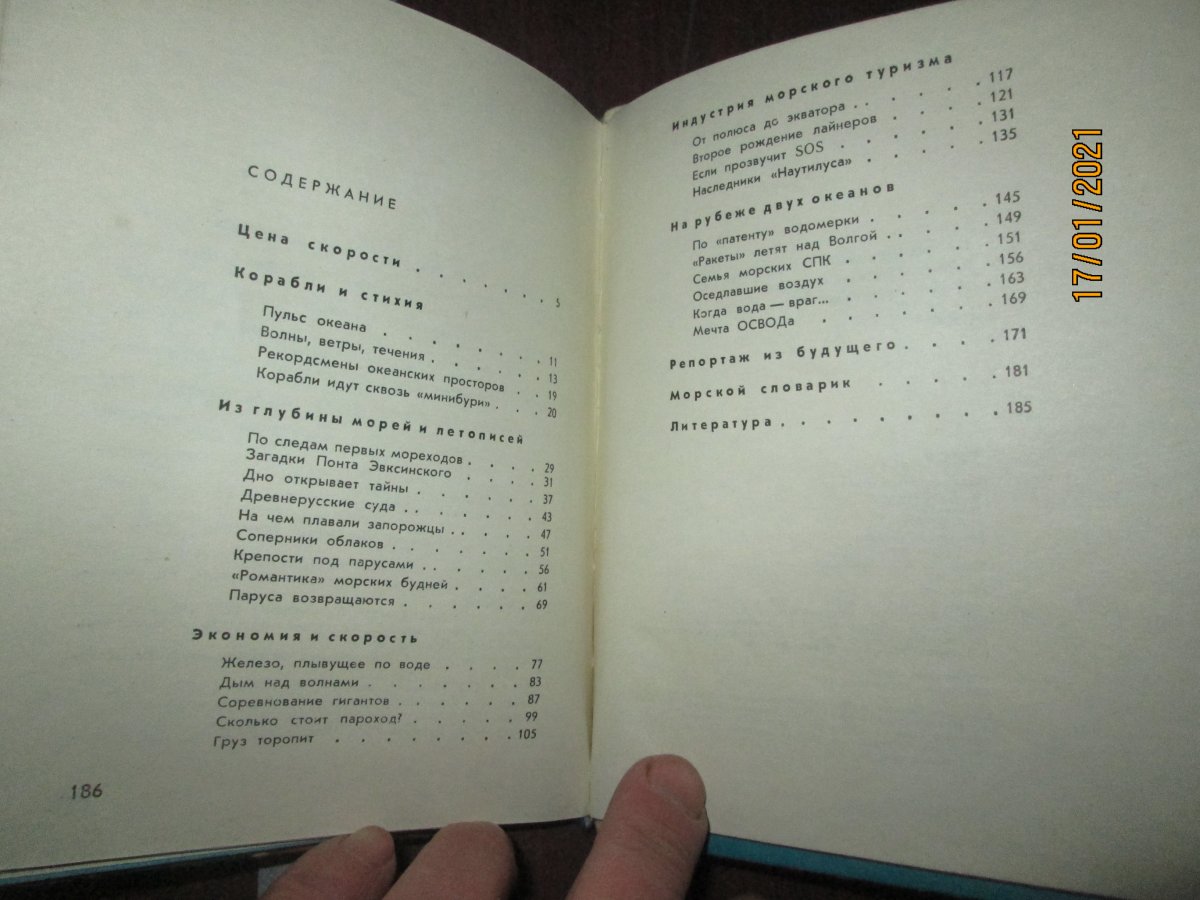 СОДЕРЖАНИЕ
Цена скорости . . . . . . 5
Корабли и стихия
Пульс океана . . . . . . . 11
Волны, ветры, течения . . . . . 13
Рекордсмены океанских просторов . . 19
Корабли идут сквозь «минибури» . . . 20
Из глубины морей и летописей
По следам первых мореходов . . . . 29
Загадки Понта Эвксинского . . . . 31
Дно открывает тайны . . . . . . 37
Древнерусские суда . . . . . . . 43
На чем плавали запорожцы . . . . . 47
Соперники облаков . . . . . . . 51
Крепости под парусами . . . . . . 56
«Романтика» морских будней . . . . 61
Паруса возвращаются . . . . . . 69
Экономия и скорость
Железо, плывущее по воде . . . . 77
Дым над волнами . . . . . . . 83
Соревнование гигантов . . . . . . 87
Сколько стоит пароход? . . . . . 99
Груз торопит . . . . . . . 105
186
Индустрия морского туризма
От полюса до экватора . . . . . . 117
Второе рождение лайнеров . . . . 121
Если прозвучит SOS . . . . . 131
Наследники «Наутилуса» . . . . . 135
На рубеже двух океанов
По «патенту» водомерки . . . . . 145
«Ракеты» летят над Волгой . . . . . 149
Семья морских СПК . . . . . . 151
Оседлавшие воздух . . . . . . 156
Когда вода — враг... . . . . . 163
Мечта ОСВОДа . . . . . . . 169
Репортаж из будущего . . . . 171
Морской словарик . . . . 181
Литература . . . . . . . . . 185
17/01/2021